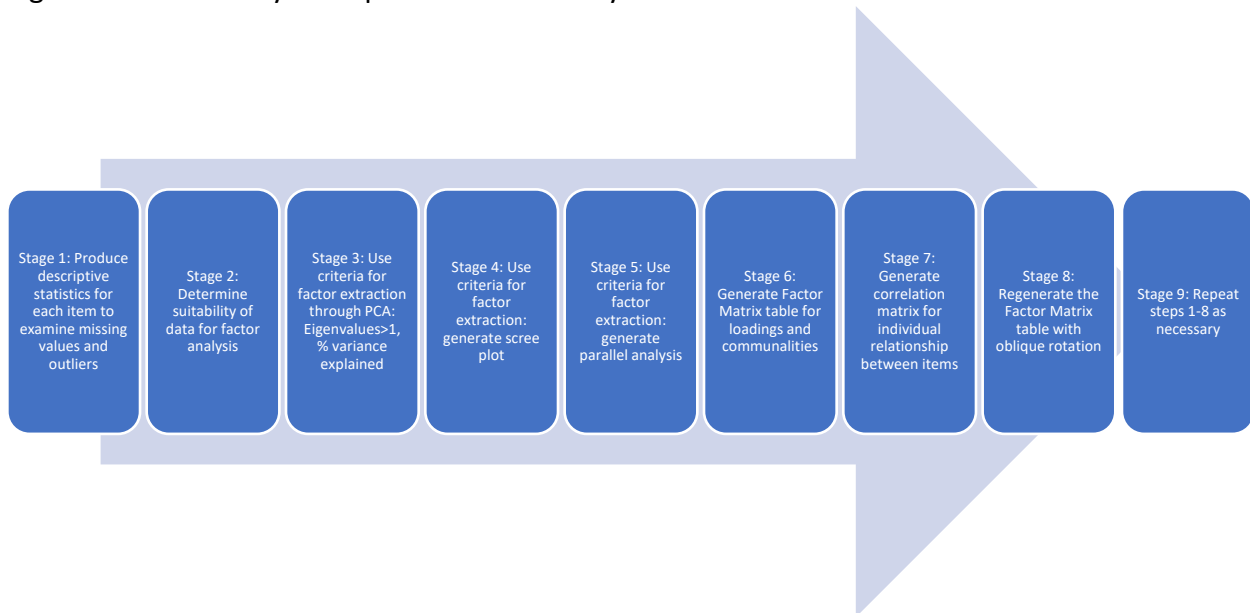 Stage 1: Produce
descriptive
statistics for
each item to
examine missing
values and
outliers
Stage 2:
Determine
suitability of
data for factor
analysis
Stage 3: Use
criteria for
factor extraction
through PCA:
Eigenvalues>1,
% variance
explained
Stage 4: Use
criteria for
factor
extraction:
generate scree
plot
Stage 5: Use
criteria for
factor
extraction:
generate
parallel analysis
Stage 6:
Generate Factor
Matrix table for
loadings and
communalities
Stage 7:
Generate
correlation
matrix for
individual
relationship
between items
Stage 8:
Regenerate the
Factor Matrix
table with
oblique rotation
Stage 9: Repeat
steps 1-8 as
necessary